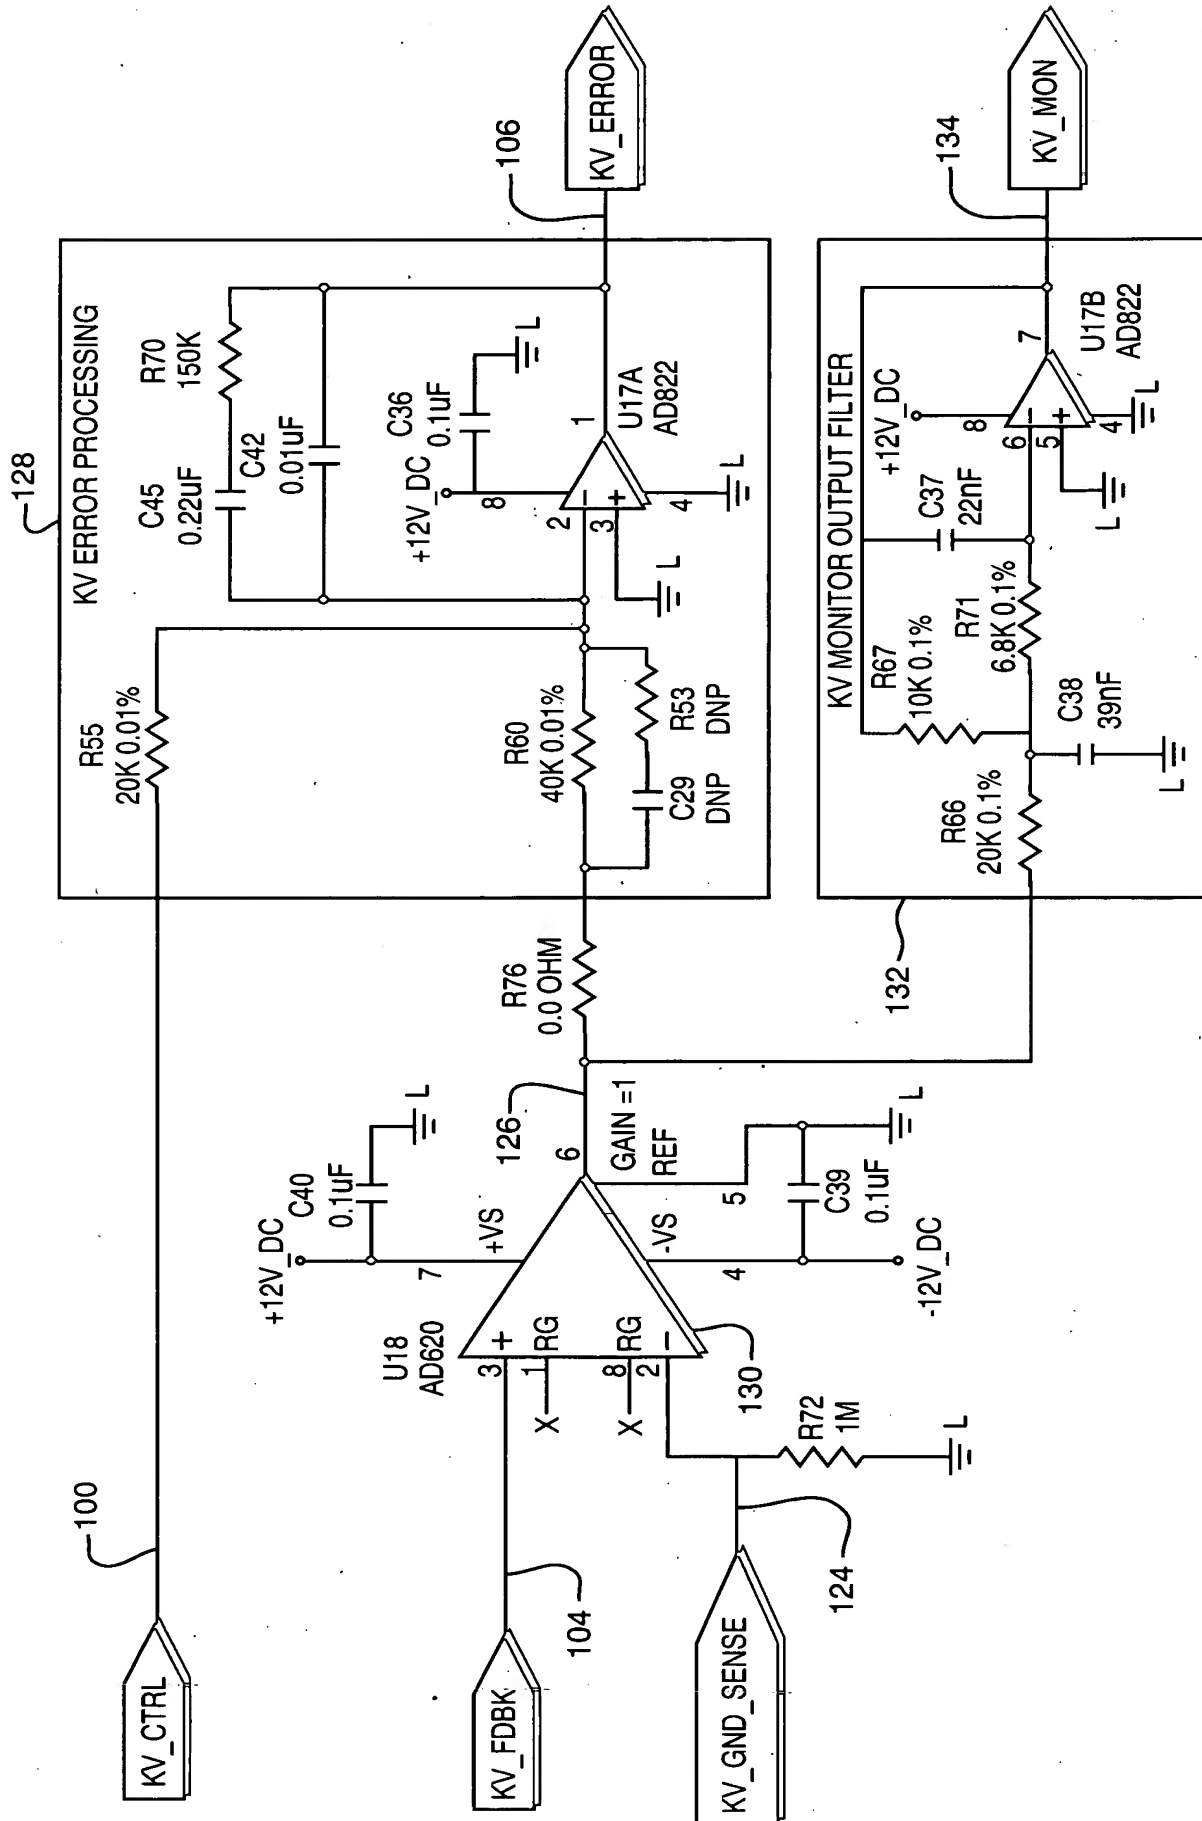 KV_CTRL
100
KV_FDBK
104
KV_GND_SENSE
124
R72
1M
L
U18
AD620
3
+
1
RG
X
8
RG
X
2
–
130
+12V_DC
7
+VS
C40
0.1uF
L
-VS
4
-12V_DC
C39
0.1uF
5
REF
GAIN =1
6
L
126
R76
0.0 OHM
128
KV ERROR PROCESSING
R55
20K 0.01%
R60
40K 0.01%
C29
DNP
R53
DNP
C45
0.22uF
R70
150K
C42
0.01uF
+12V_DC
C36
0.1uF
L
8
2
–
3
+
L
4
L
1
U17A
AD822
106
KV_ERROR
132
KV MONITOR OUTPUT FILTER
R66
20K 0.1%
R67
10K 0.1%
C38
39nF
L
R71
6.8K 0.1%
C37
22nF
+12V_DC
8
6
–
5
+
L
4
L
7
U17B
AD822
134
KV_MON